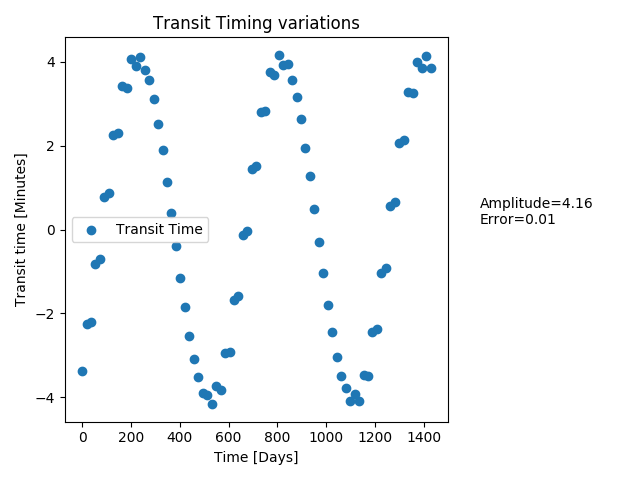 Transit Timing variations
Transit time [Minutes]
4
2
0
−2
−4
Transit Time
0
200
400
600
800
1000
1200
1400
Time [Days]
Amplitude=4.16
Error=0.01